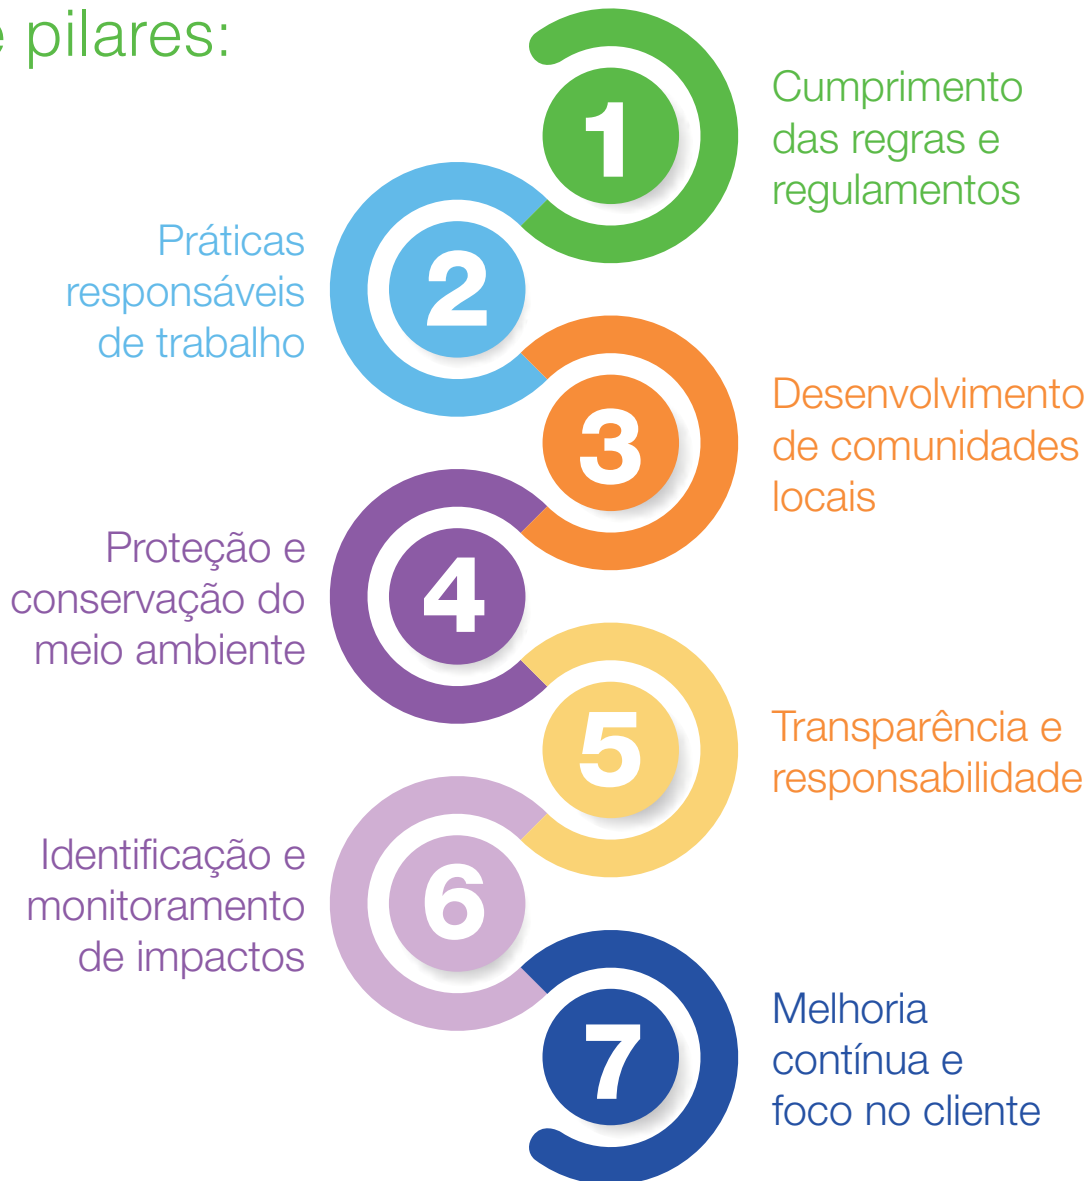 e pilares:
1
Cumprimento
das regras e
regulamentos
2
Práticas
responsáveis
de trabalho
3
Desenvolvimento
de comunidades
locais
4
Proteção e
conservação do
meio ambiente
5
Transparência e
responsabilidade
6
Identificação e
monitoramento
de impactos
7
Melhoria
contínua e
foco no cliente